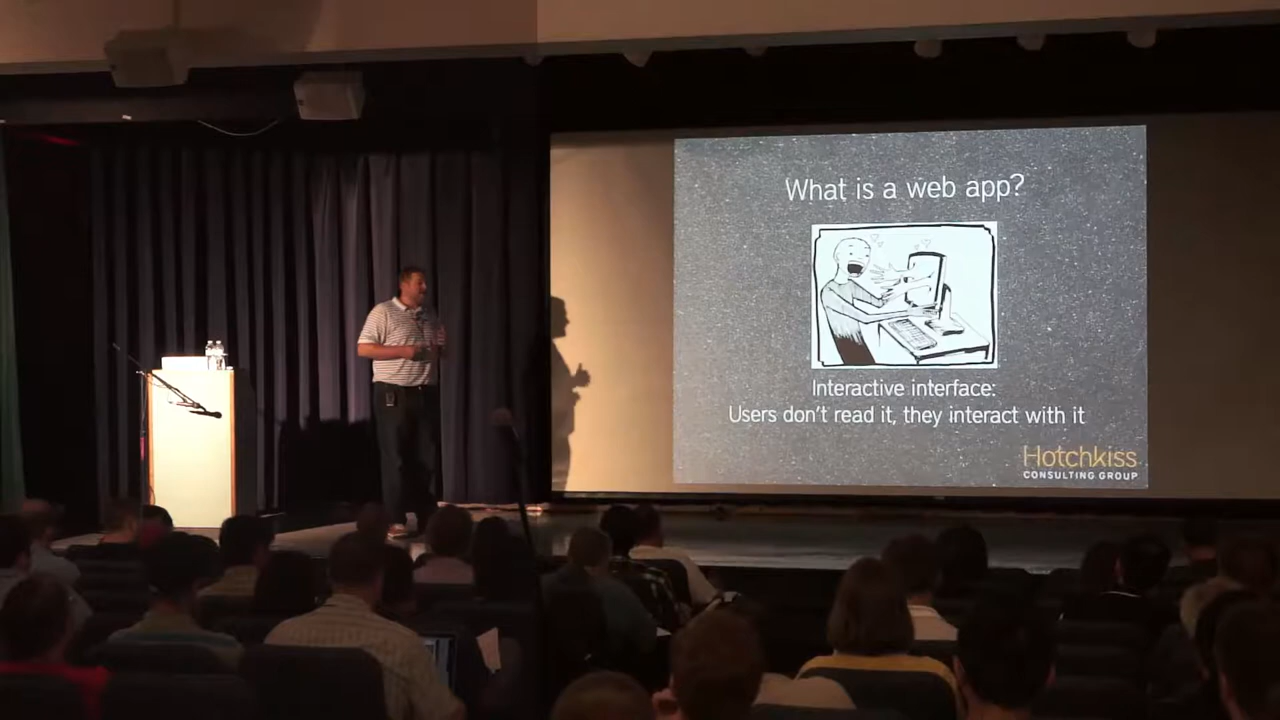 What is a web app?
Interactive interface:
Users don't read it, they interact with it
Hotchkiss
CONSULTING GROUP